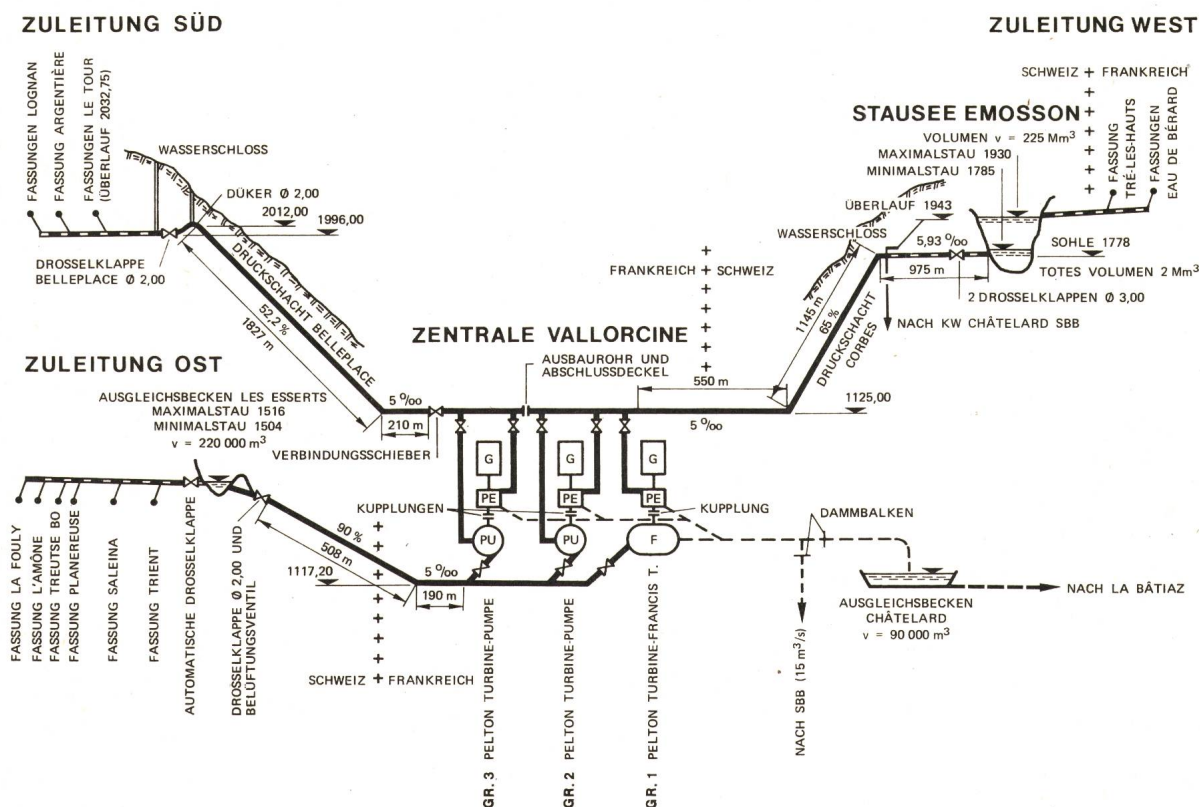 ZULEITUNG SÜD
FASSUNGEN LOGNAN
FASSUNG ARGENTIÈRE
FASSUNGEN LE TOUR
(ÜBERLAUF 2032,75)
WASSERSCHLOSS
DÜKER Ø 2,00
2012,00
1996,00
DROSSELKLAPPE
BELLEPLACE Ø 2,00
DRUCKSCHACHT BELLEPLACE
52,2 %
1827 m
ZULEITUNG WEST
SCHWEIZ + FRANKREICH
STAUSEE EMOSSON
VOLUMEN v = 225 Mm³
MAXIMALSTAU 1930
MINIMALSTAU 1785
FASSUNG
TRÉ-LES-HAUTS
FASSUNGEN
EAU DE BÉRARD
ÜBERLAUF 1943
WASSERSCHLOSS
5,93 ‰
975 m
SOHLE 1778
TOTES VOLUMEN 2 Mm³
2 DROSSELKLAPPEN Ø 3,00
NACH KW CHÂTELARD SBB
1145 m
65 %
DRUCKSCHACHT
CORBES
FRANKREICH + SCHWEIZ
ZENTRALE VALLORCINE
AUSBAUROHR UND
ABSCHLUSSDECKEL
550 m
1125,00
5 ‰
5 ‰
210 m
VERBINDUNGSSCHIEBER
ZULEITUNG OST
AUSGLEICHSBECKEN LES ESSERTS
MAXIMALSTAU 1516
MINIMALSTAU 1504
v = 220 000 m³
G
G
G
PE
PE
PE
KUPPLUNGEN
KUPPLUNG
PU
PU
F
DAMMBALKEN
90 %
508 m
1117,20
5 ‰
190 m
FASSUNG LA FOULY
FASSUNG L'AMÔNE
FASSUNG TREUTSE BO
FASSUNG PLANEREUSE
FASSUNG SALEINA
FASSUNG TRIENT
AUTOMATISCHE DROSSELKLAPPE
DROSSELKLAPPE Ø 2,00 UND
BELÜFTUNGSVENTIL
SCHWEIZ + FRANKREICH
GR. 3 PELTON TURBINE-PUMPE
GR. 2 PELTON TURBINE-PUMPE
GR. 1 PELTON TURBINE-FRANCIS T.
NACH SBB (15 m³/s)
NACH LA BÂTIAZ
AUSGLEICHSBECKEN
CHÂTELARD
v = 90 000 m³